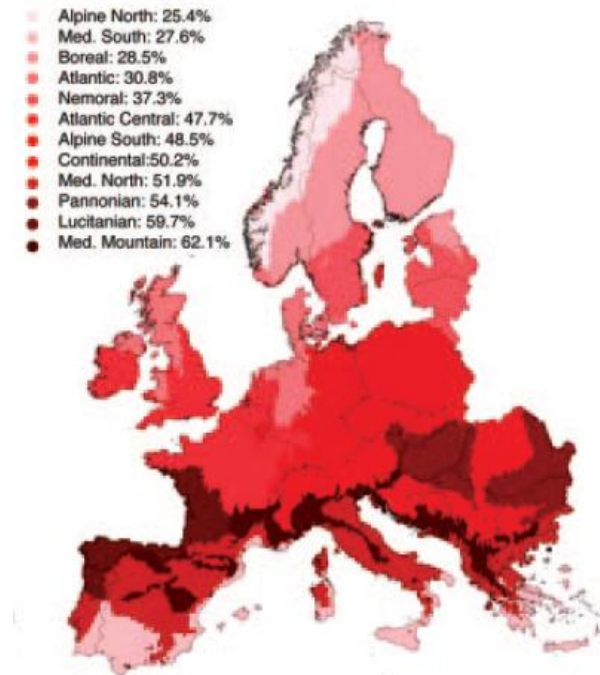 Alpine North: 25.4%
Med. South: 27.6%
Boreal: 28.5%
Atlantic: 30.8%
Nemoral: 37.3%
Atlantic Central: 47.7%
Alpine South: 48.5%
Continental:50.2%
Med. North: 51.9%
Pannonian: 54.1%
Lucitanian: 59.7%
Med. Mountain: 62.1%